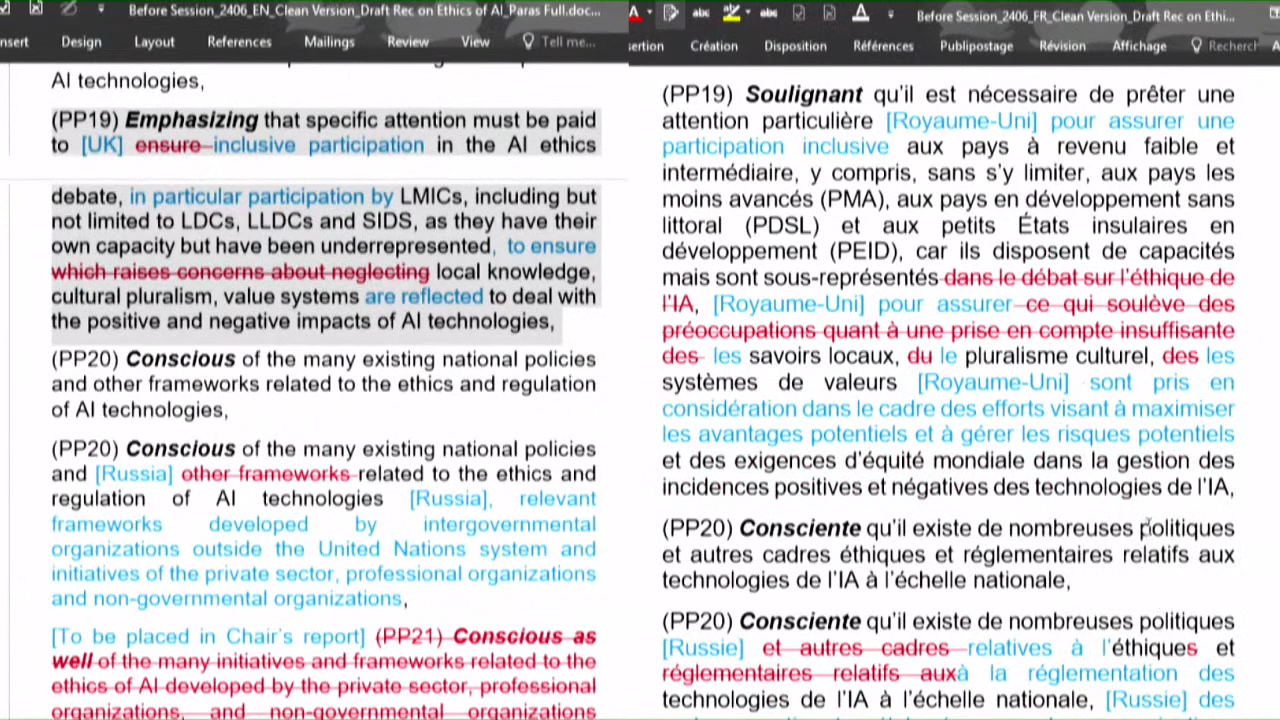 Before Session_2406_EN_Clean Version_Draft Rec on Ethics of AI_Paras Full.doc...
nsert Design Layout References Mailings Review View Tell me...
AI technologies,
(PP19) Emphasizing that specific attention must be paid
to [UK] ensure inclusive participation in the AI ethics
debate, in particular participation by LMICs, including but
not limited to LDCs, LLDCs and SIDS, as they have their
own capacity but have been underrepresented, to ensure
which raises concerns about neglecting local knowledge,
cultural pluralism, value systems are reflected to deal with
the positive and negative impacts of AI technologies,
(PP20) Conscious of the many existing national policies
and other frameworks related to the ethics and regulation
of AI technologies,
(PP20) Conscious of the many existing national policies
and [Russia] other frameworks related to the ethics and
regulation of AI technologies [Russia], relevant
frameworks developed by intergovernmental
organizations outside the United Nations system and
initiatives of the private sector, professional organizations
and non-governmental organizations,
[To be placed in Chair's report] (PP21) Conscious as
well of the many initiatives and frameworks related to the
ethics of AI developed by the private sector, professional
organizations, and non-governmental organizations
abc ab abc A
Before Session_2406_FR_Clean Version_Draft Rec on Ethi...
sertion Création Disposition Références Publipostage Révision Affichage Recherc
(PP19) Soulignant qu'il est nécessaire de prêter une
attention particulière [Royaume-Uni] pour assurer une
participation inclusive aux pays à revenu faible et
intermédiaire, y compris, sans s'y limiter, aux pays les
moins avancés (PMA), aux pays en développement sans
littoral (PDSL) et aux petits États insulaires en
développement (PEID), car ils disposent de capacités
mais sont sous-représentés dans le débat sur l'éthique de
l'IA, [Royaume-Uni] pour assurer ce qui soulève des
préoccupations quant à une prise en compte insuffisante
des les savoirs locaux, du le pluralisme culturel, des les
systèmes de valeurs [Royaume-Uni] sont pris en
considération dans le cadre des efforts visant à maximiser
les avantages potentiels et à gérer les risques potentiels
et des exigences d'équité mondiale dans la gestion des
incidences positives et négatives des technologies de l'IA,
(PP20) Consciente qu'il existe de nombreuses politiques
et autres cadres éthiques et réglementaires relatifs aux
technologies de l'IA à l'échelle nationale,
(PP20) Consciente qu'il existe de nombreuses politiques
[Russie] et autres cadres relatives à l'éthiques et
réglementaires relatifs auxà la réglementation des
technologies de l'IA à l'échelle nationale, [Russie] des